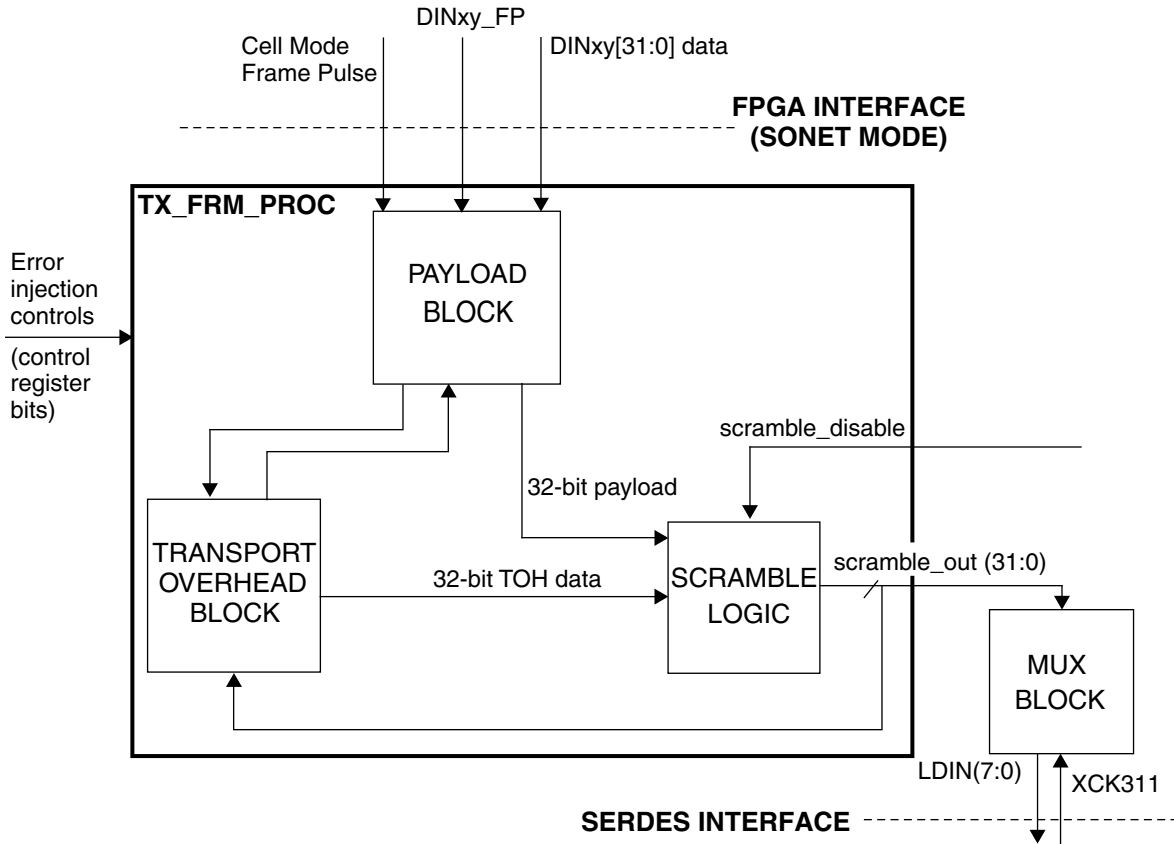 DINxy_FP
Cell Mode
Frame Pulse
DINxy[31:0] data
FPGA INTERFACE
(SONET MODE)
TX_FRM_PROC
PAYLOAD
BLOCK
Error
injection
controls
(control
register
bits)
scramble_disable
32-bit payload
TRANSPORT
OVERHEAD
BLOCK
32-bit TOH data
SCRAMBLE
LOGIC
scramble_out (31:0)
MUX
BLOCK
LDIN(7:0)
XCK311
SERDES INTERFACE